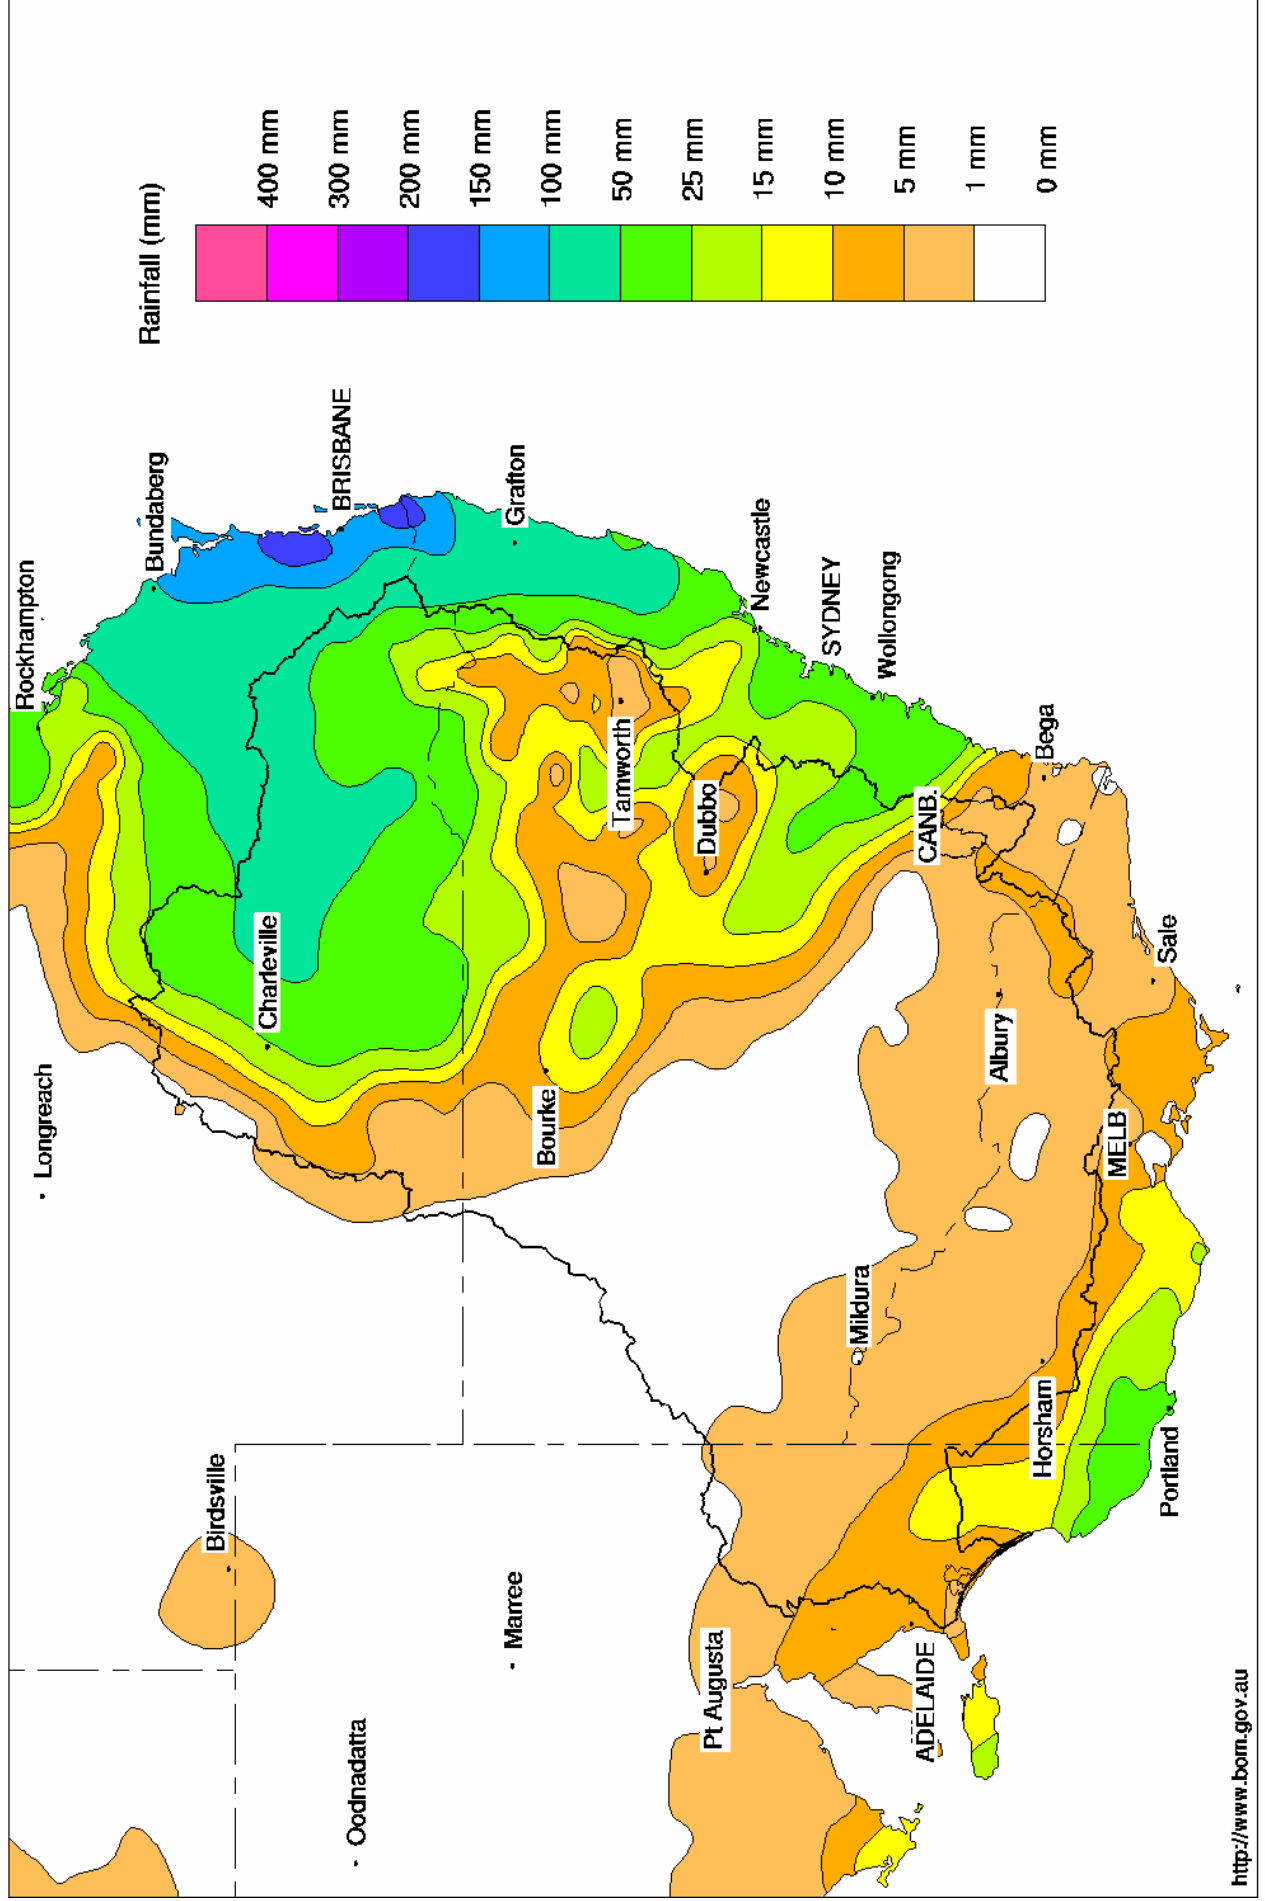 Rainfall (mm)
400 mm
300 mm
200 mm
150 mm
100 mm
50 mm
25 mm
15 mm
10 mm
5 mm
1 mm
0 mm
Rockhampton
Bundaberg
BRISBANE
Grafton
Newcastle
SYDNEY
Wollongong
Bega
Longreach
Charleville
Tamworth
Dubbo
CANB.
Bourke
Albury
Sale
MELB
Mildura
Horsham
Portland
Birdsville
Marree
Oodnadatta
Pt Augusta
ADELAIDE
http://www.bom.gov.au